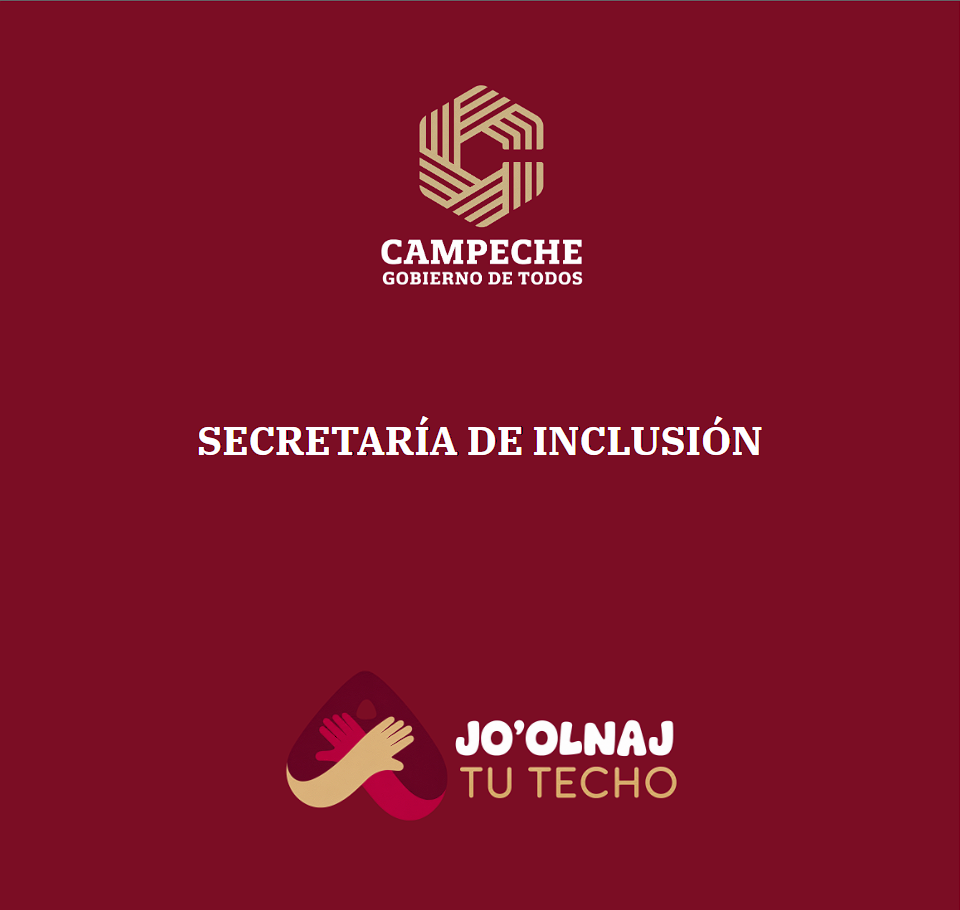 CAMPECHE
GOBIERNO DE TODOS
SECRETARÍA DE INCLUSIÓN
JO'OLNAJ
TU TECHO